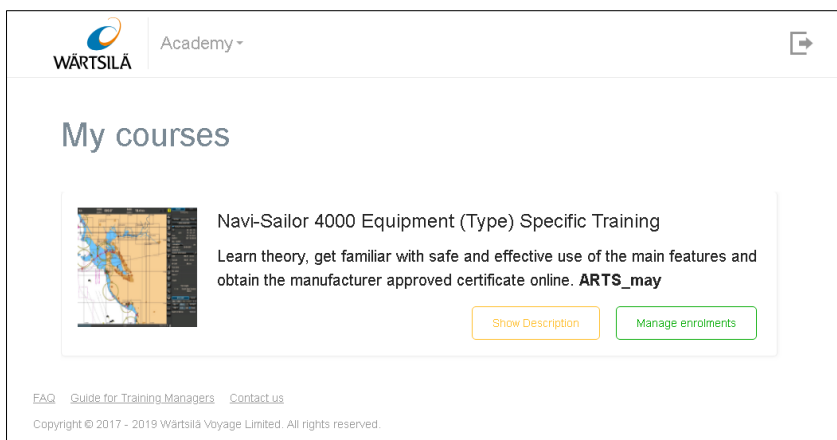 WÄRTSILÄ
Academy
My courses
Navi-Sailor 4000 Equipment (Type) Specific Training
Learn theory, get familiar with safe and effective use of the main features and
obtain the manufacturer approved certificate online. ARTS_may
Show Description
Manage enrolments
FAQ Guide for Training Managers Contact us
Copyright © 2017 - 2019 Wärtsilä Voyage Limited. All rights reserved.